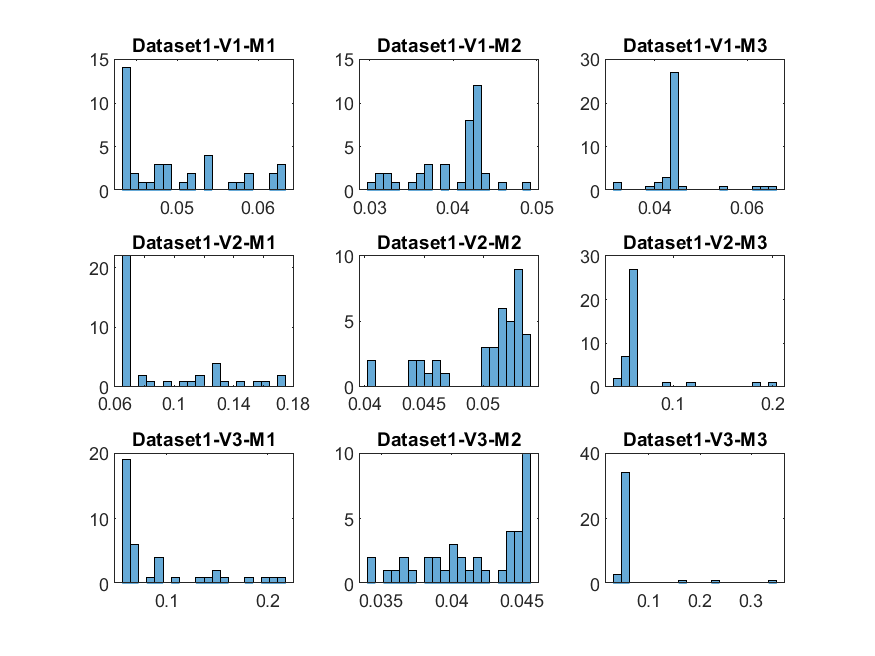 Dataset1-V1-M1 Dataset1-V1-M2 Dataset1-V1-M3
15 15 30
10 10 20
5 5 10
0 0 0
0.05 0.06 0.03 0.04 0.05 0.04 0.06
Dataset1-V2-M1 Dataset1-V2-M2 Dataset1-V2-M3
20 10 30
10 5 20
0 0 10
0
0.06 0.1 0.14 0.18 0.04 0.045 0.05 0.1 0.2
Dataset1-V3-M1 Dataset1-V3-M2 Dataset1-V3-M3
20 10 40
10 5 20
0 0 0
0.1 0.2 0.035 0.04 0.045 0.1 0.2 0.3